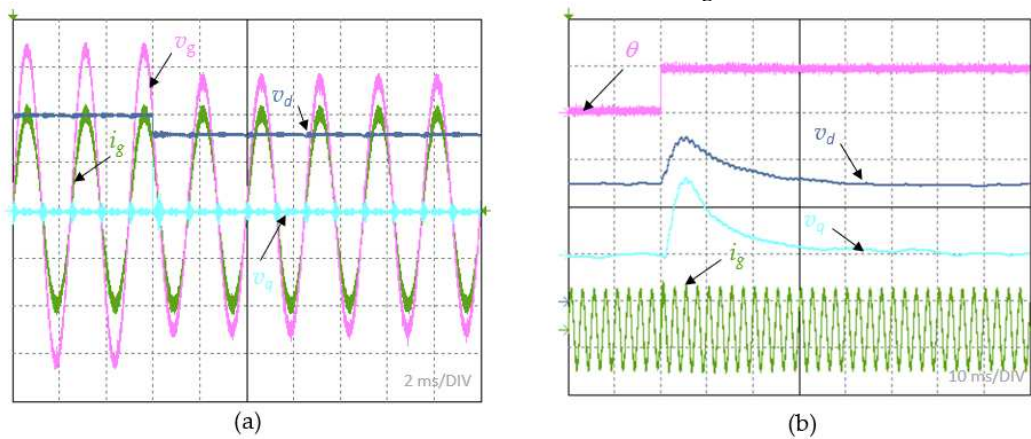 v_g
v_d
i_g
v_q
2 ms/DIV
(a)
θ
v_d
v_q
i_g
10 ms/DIV
(b)